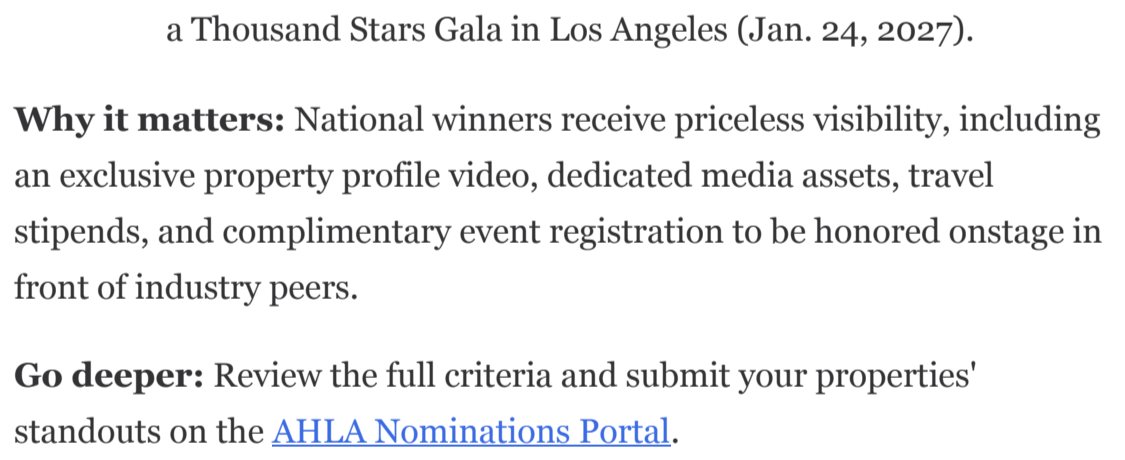 a Thousand Stars Gala in Los Angeles (Jan. 24, 2027).
Why it matters: National winners receive priceless visibility, including
an exclusive property profile video, dedicated media assets, travel
stipends, and complimentary event registration to be honored onstage in
front of industry peers.
Go deeper: Review the full criteria and submit your properties'
standouts on the AHLA Nominations Portal.